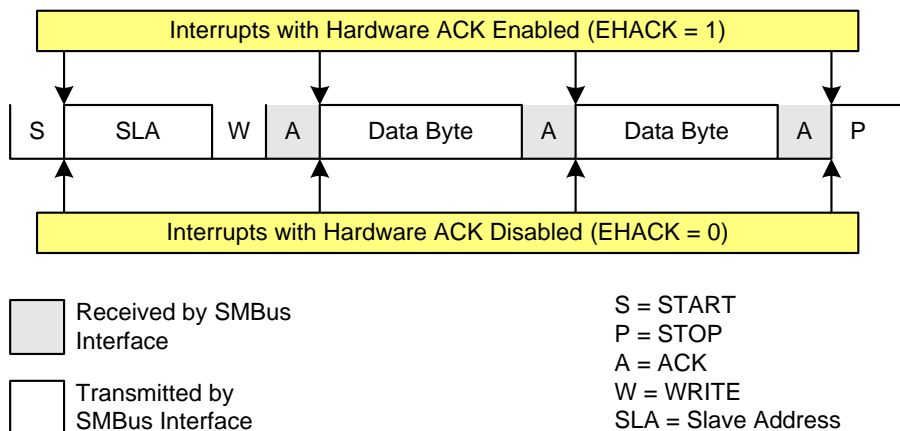 Interrupts with Hardware ACK Enabled (EHACK = 1)
S SLA W A Data Byte A Data Byte A P
Interrupts with Hardware ACK Disabled (EHACK = 0)
Received by SMBus
Interface
Transmitted by
SMBus Interface
S = START
P = STOP
A = ACK
W = WRITE
SLA = Slave Address